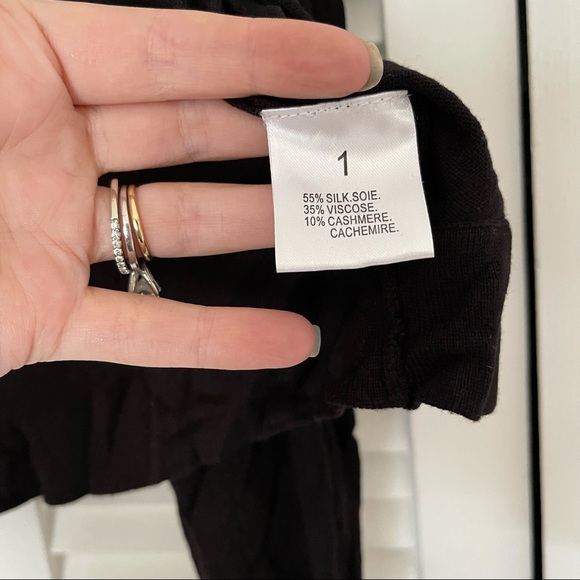 1
55% SILK.SOIE.
35% VISCOSE.
10% CASHMERE.
CACHEMIRE.